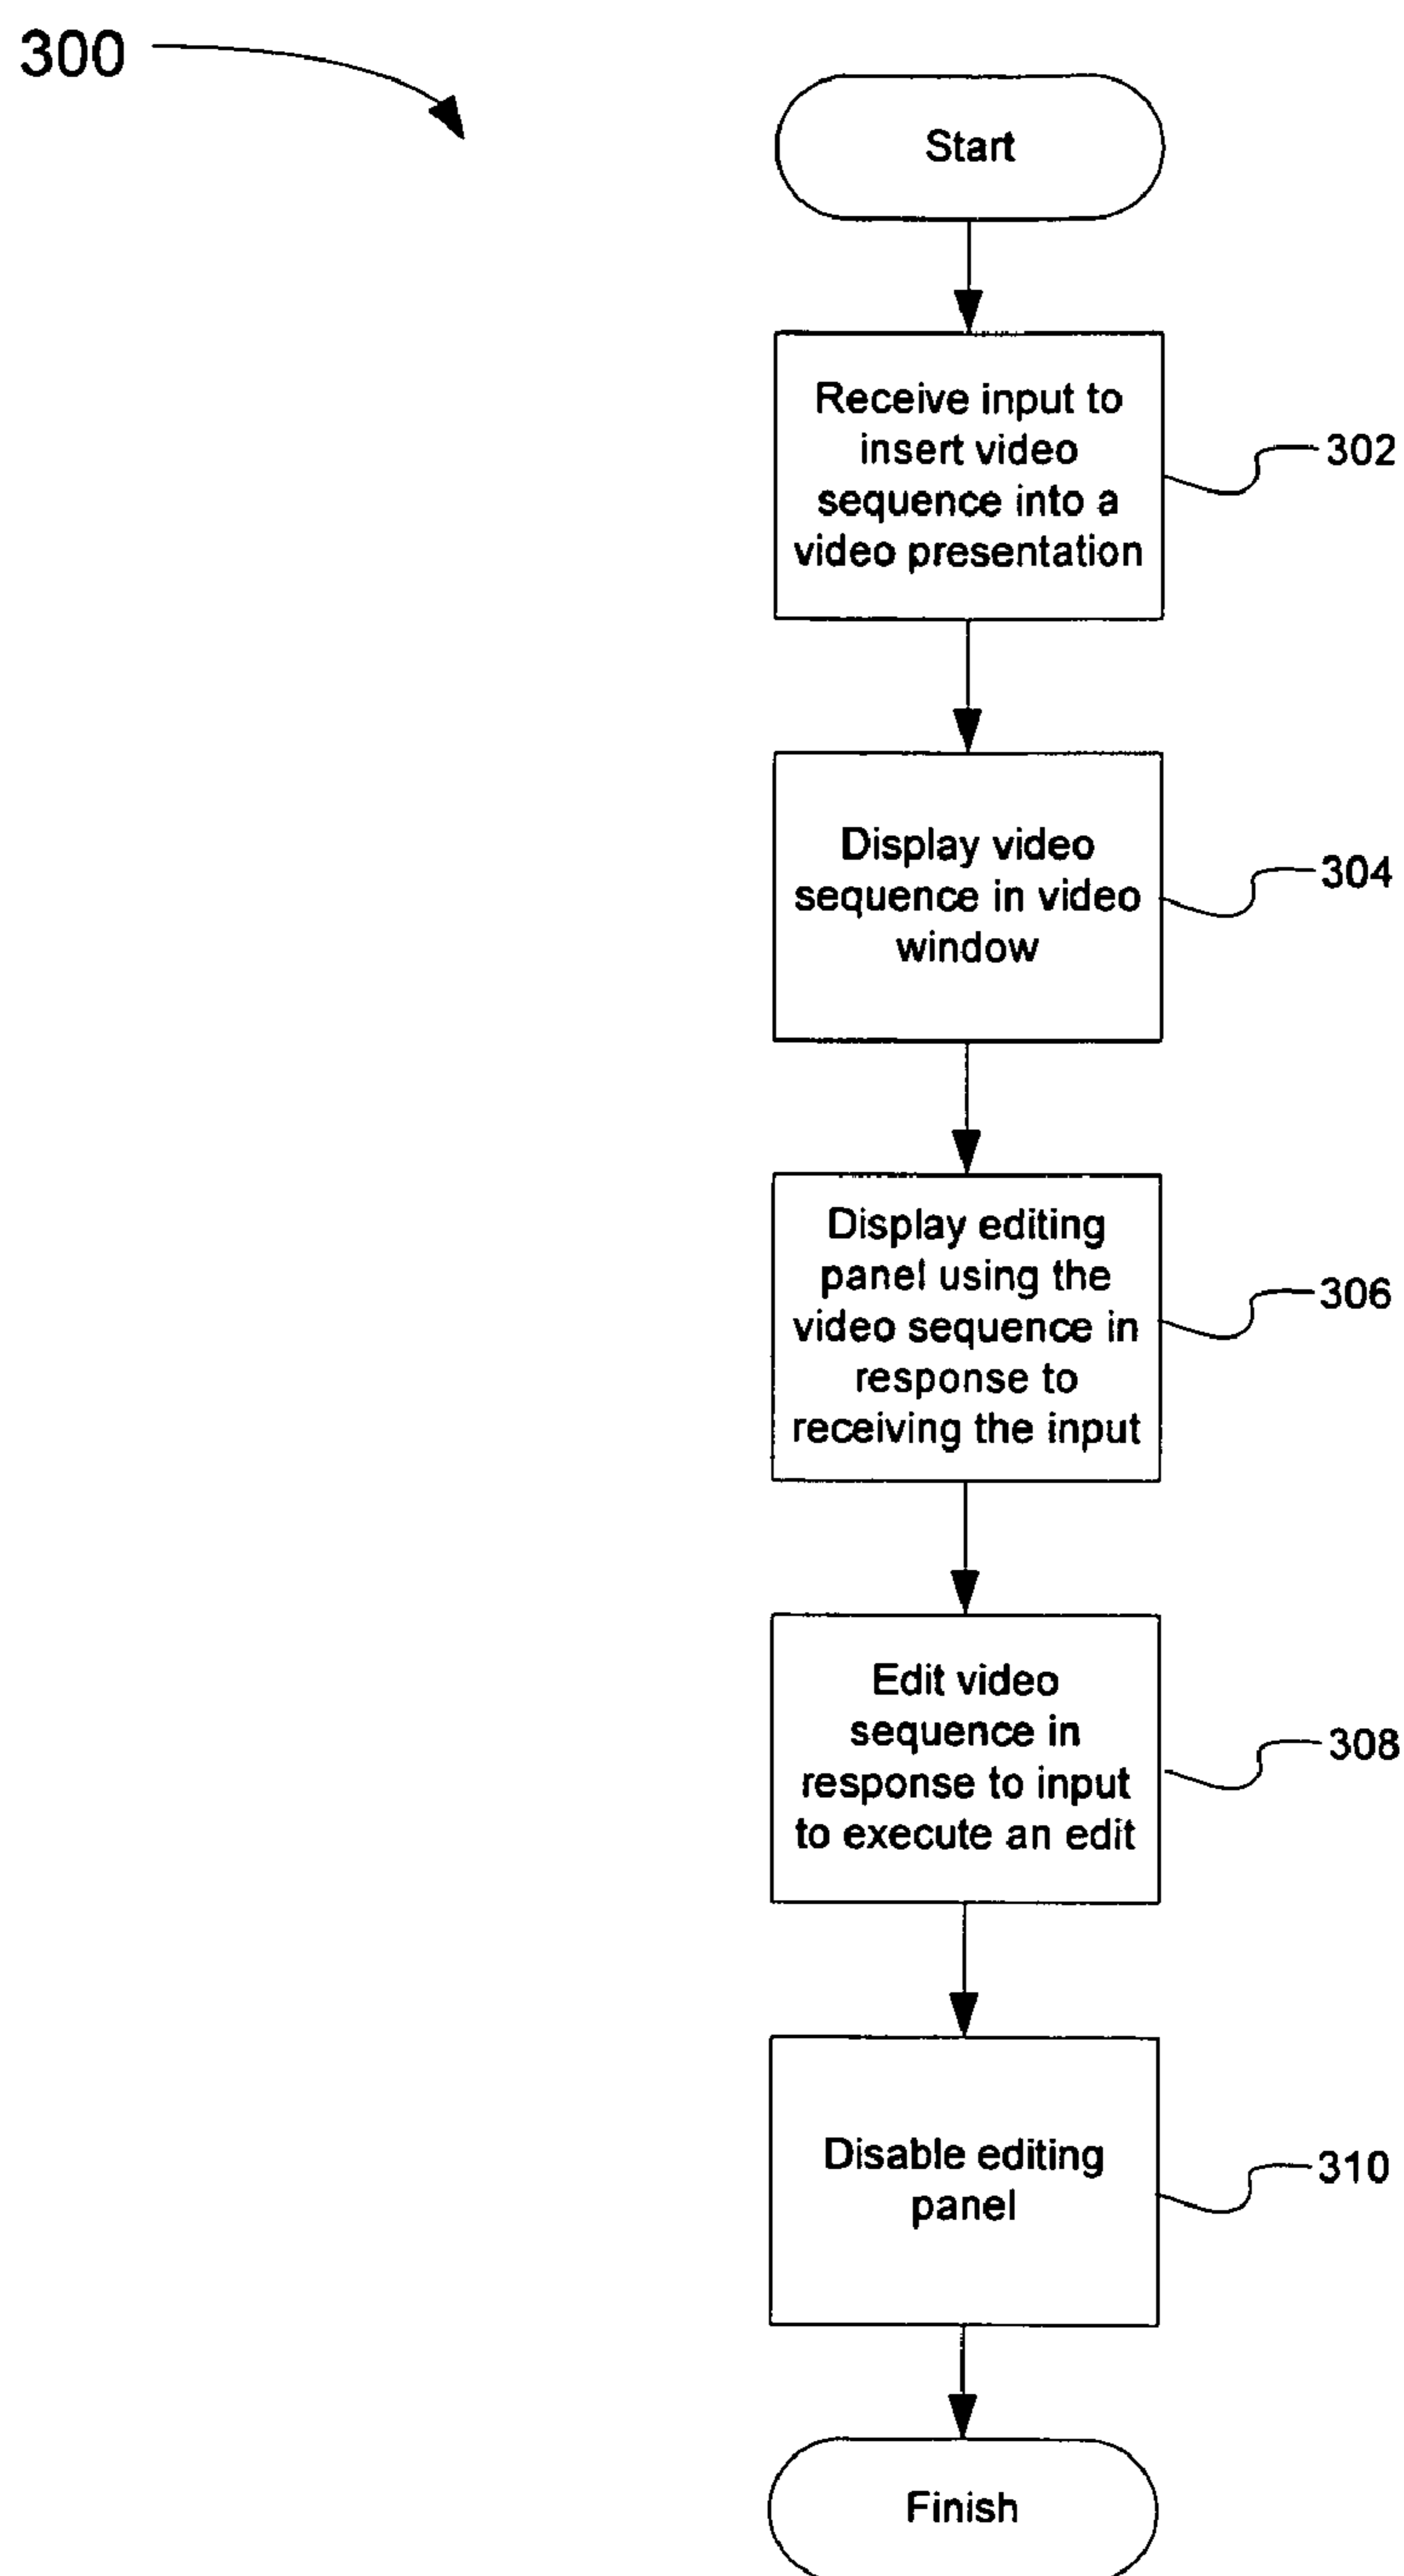 300
Start
Receive input to
insert video
sequence into a
video presentation
302
Display video
sequence in video
window
304
Display editing
panel using the
video sequence in
response to
receiving the input
306
Edit video
sequence in
response to input
to execute an edit
308
Disable editing
panel
310
Finish